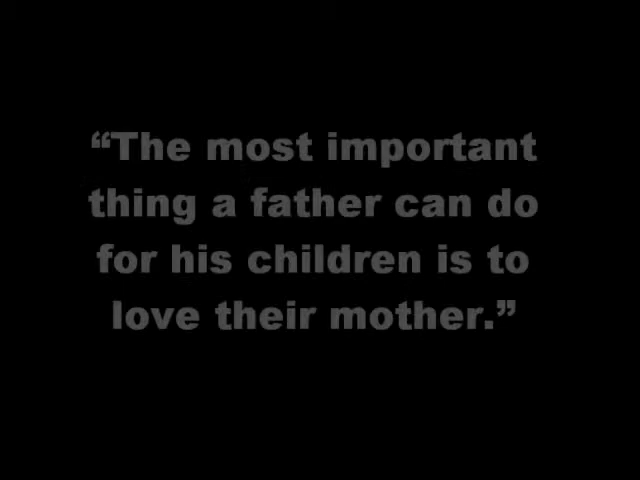 “The most important
thing a father can do
for his children is to
love their mother.”